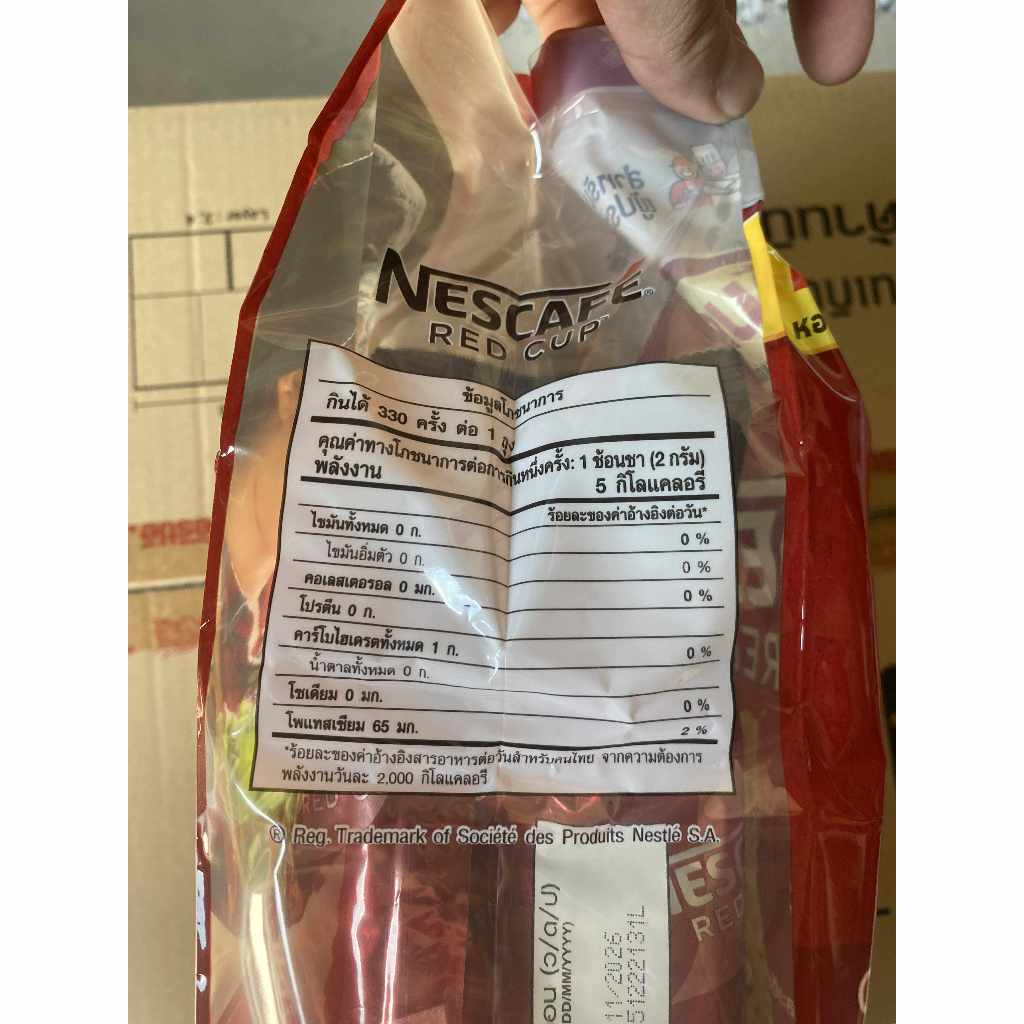 NESCAFÉ®
RED CUP™
ข้อมูลโภชนาการ
กินได้ 330 ครั้ง ต่อ 1 ถุง
คุณค่าทางโภชนาการต่อการกินหนึ่งครั้ง: 1 ช้อนชา (2 กรัม)
พลังงาน 5 กิโลแคลอรี
ร้อยละของค่าอ้างอิงต่อวัน*
ไขมันทั้งหมด 0 ก. 0 %
ไขมันอิ่มตัว 0 ก. 0 %
คอเลสเตอรอล 0 มก. 0 %
โปรตีน 0 ก.
คาร์โบไฮเดรตทั้งหมด 1 ก. 0 %
น้ำตาลทั้งหมด 0 ก.
โซเดียม 0 มก. 0 %
โพแทสเซียม 65 มก. 2 %
*ร้อยละของค่าอ้างอิงสารอาหารต่อวันสำหรับคนไทย จากความต้องการ
พลังงานวันละ 2,000 กิโลแคลอรี
® Reg. Trademark of Société des Produits Nestlé S.A.
(ว/ด/ป)
DD/MM/YYYY)
11/2026
51222131L
RED
หอ